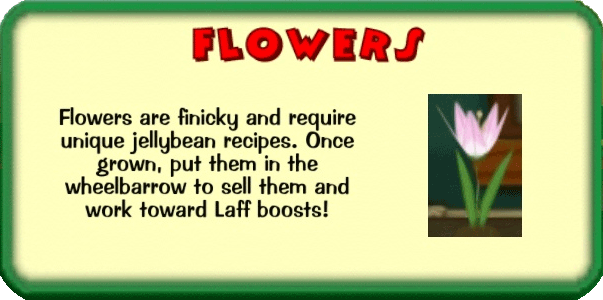 FLOWERS
Flowers are finicky and require
unique jellybean recipes. Once
grown, put them in the
wheelbarrow to sell them and
work toward Laff boosts!